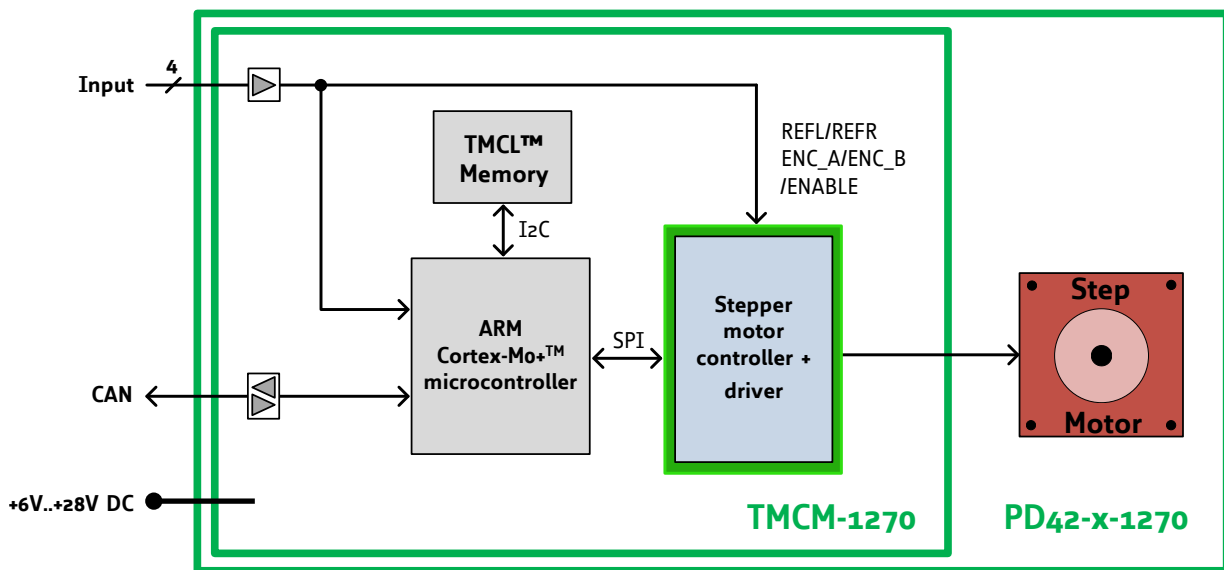 4
Input
TMCL™
Memory
REFL/REFR
ENC_A/ENC_B
/ENABLE
I2C
ARM
Cortex-M0+™
microcontroller
SPI
Stepper
motor
controller +
driver
Step
Motor
CAN
+6V..+28V DC
TMCM-1270
PD42-x-1270